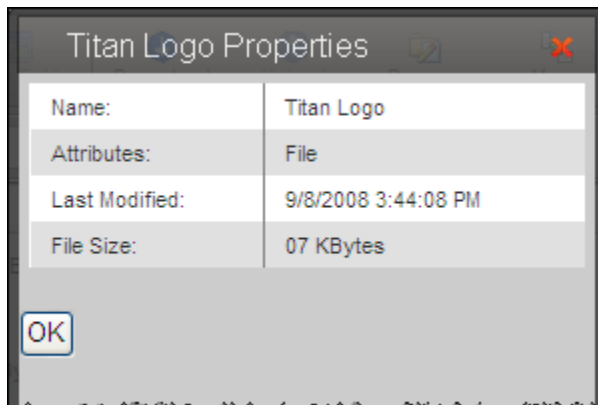 Titan Logo Properties
Name: Titan Logo
Attributes: File
Last Modified: 9/8/2008 3:44:08 PM
File Size: 07 KBytes
OK